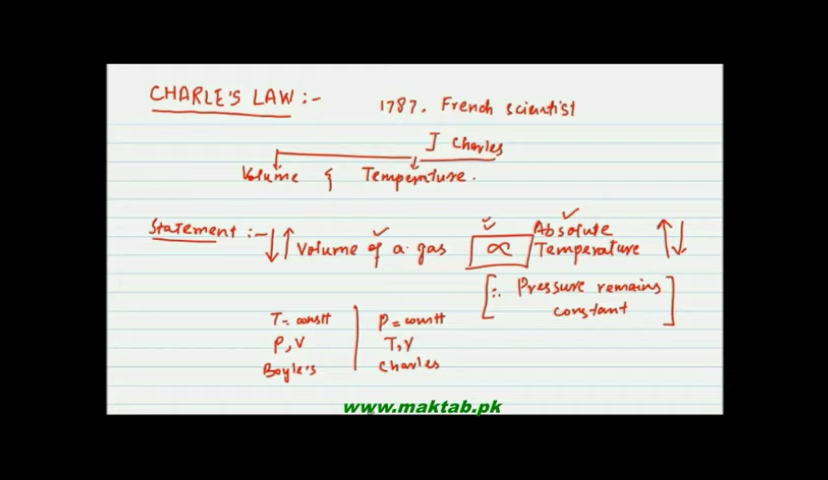 CHARLE'S LAW :-
1787. French scientist
J Charles
Volume & Temperature.
Statement :- ↓↑ Volume of a gas ∝ Absolute Temperature ↑↓
[∵ Pressure remains constant]
T = constt | P = constt
P, V | T, V
Boyle's | Charles
www.maktab.pk